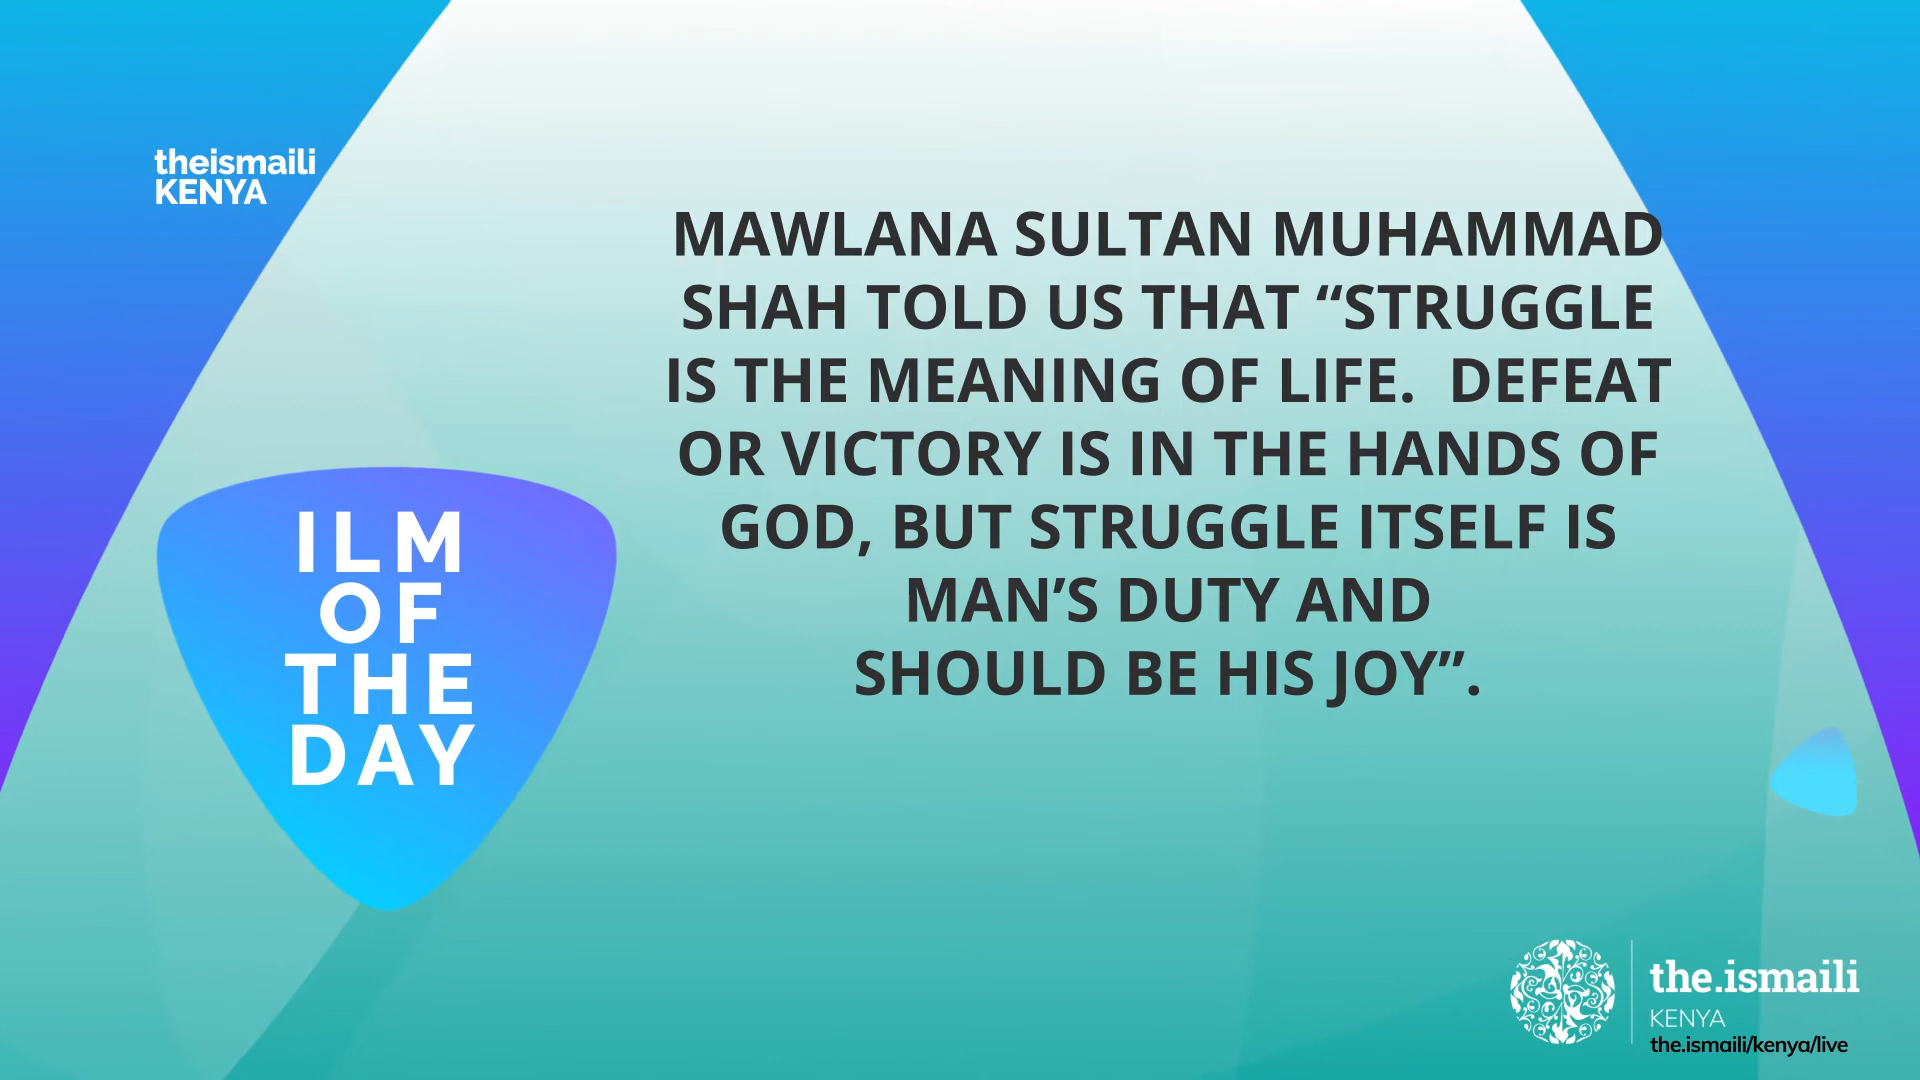 theismaili
KENYA
MAWLANA SULTAN MUHAMMAD
SHAH TOLD US THAT “STRUGGLE
IS THE MEANING OF LIFE.  DEFEAT
OR VICTORY IS IN THE HANDS OF
GOD, BUT STRUGGLE ITSELF IS
MAN’S DUTY AND
SHOULD BE HIS JOY”.
ILM
OF
THE
DAY
the.ismaili
KENYA
the.ismaili/kenya/live